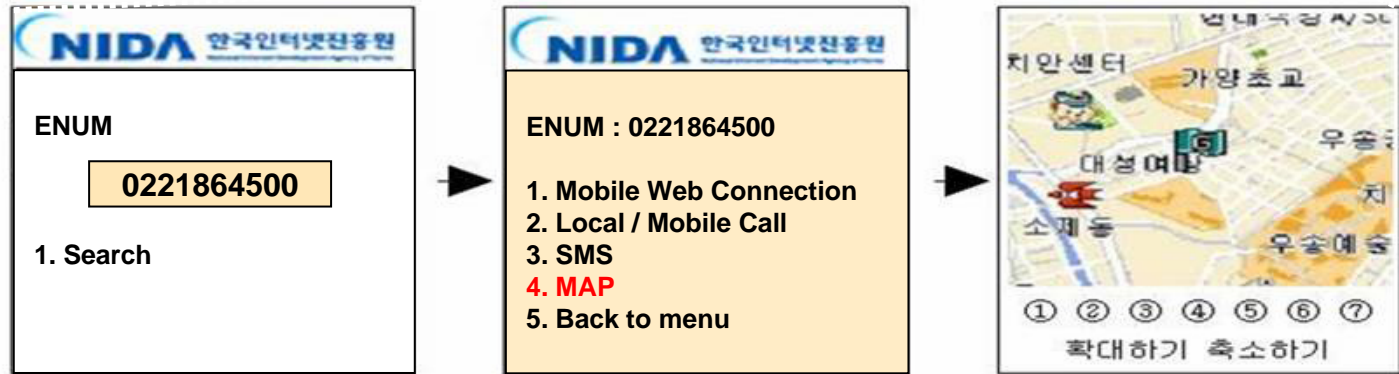 NIDA 한국인터넷진흥원
ENUM
0221864500
1. Search
NIDA 한국인터넷진흥원
ENUM : 0221864500
1. Mobile Web Connection
2. Local / Mobile Call
3. SMS
4. MAP
5. Back to menu
치안센터
가양초교
우송
대성여
G
치
소제동
우송예술
① ② ③ ④ ⑤ ⑥ ⑦
확대하기 축소하기